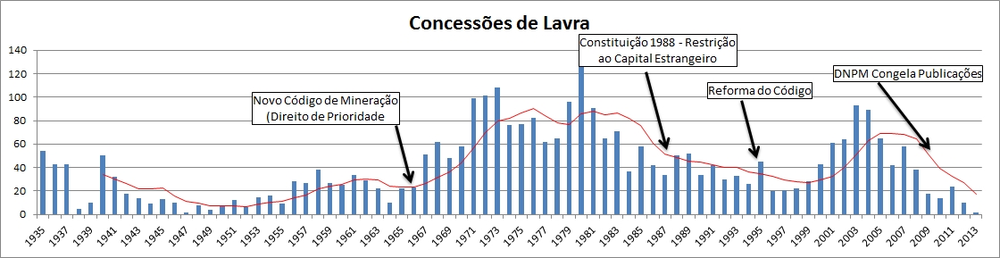 Concessões de Lavra
140
120
100
80
60
40
20
0
Novo Código de Mineração
(Direito de Prioridade
Constituição 1988 - Restrição
ao Capital Estrangeiro
Reforma do Código
DNPM Congela Publicações
1935 1937 1939 1941 1943 1945 1947 1949 1951 1953 1955 1957 1959 1961 1963 1965 1967 1969 1971 1973 1975 1977 1979 1981 1983 1985 1987 1989 1991 1993 1995 1997 1999 2001 2003 2005 2007 2009 2011 2013